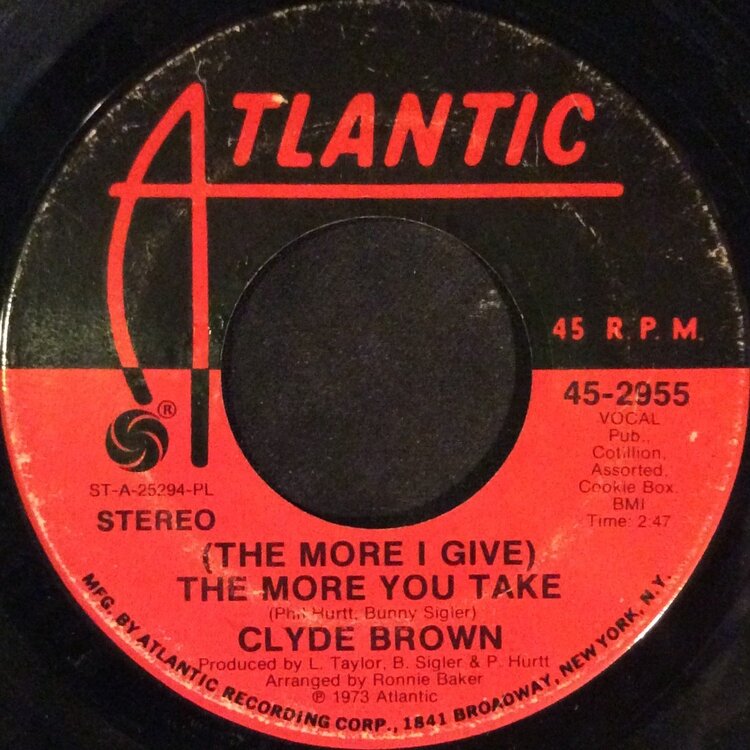 ATLANTIC
45 R.P.M.
45-2955
VOCAL
Pub.,
Cotillion,
Assorted,
Cookie Box,
BMI
Time: 2:47
®
ST-A-25294-PL
STEREO
(THE MORE I GIVE)
THE MORE YOU TAKE
(Phil Hurtt, Bunny Sigler)
CLYDE BROWN
Produced by L. Taylor, B. Sigler & P. Hurtt
Arranged by Ronnie Baker
℗ 1973 Atlantic
MFG. BY ATLANTIC RECORDING CORP., 1841 BROADWAY, NEW YORK, N.Y.